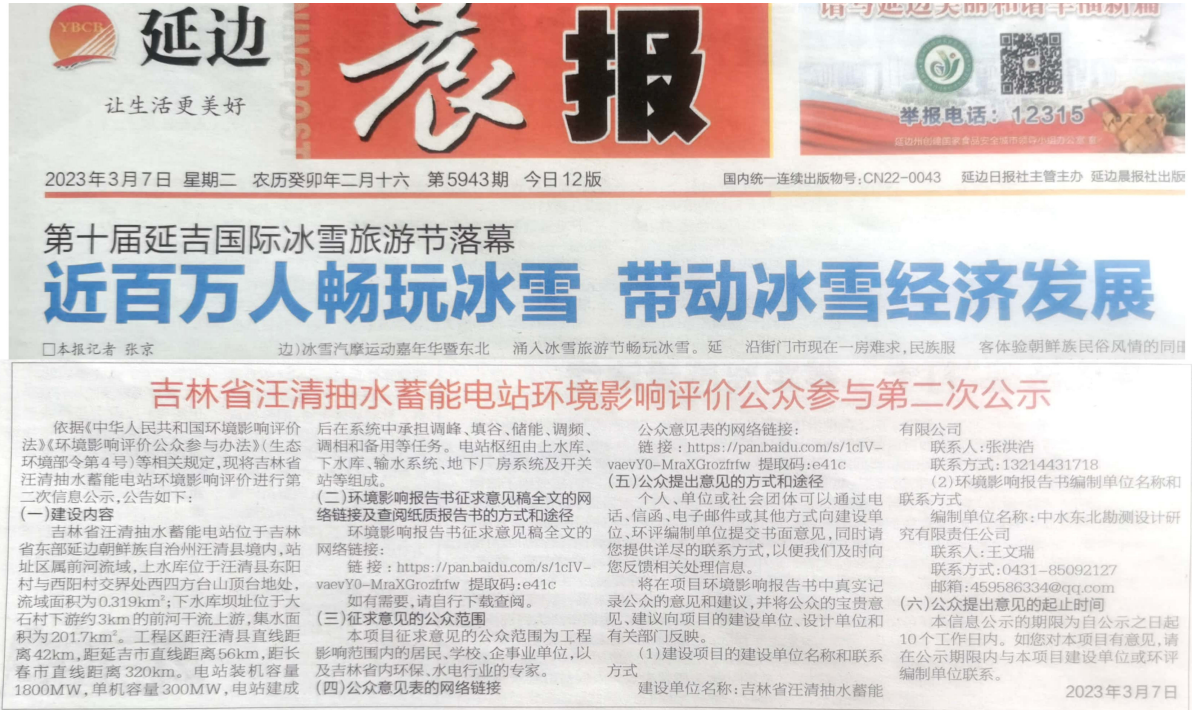 YBCR
延边
让生活更美好
晨报
谱写延边美丽和谐幸福新篇
举报电话：12315
延边州创建国家食品安全城市领导小组办公室 宣
2023年3月7日 星期二 农历癸卯年二月十六 第5943期 今日12版
国内统一连续出版物号：CN22-0043 延边日报社主管主办 延边晨报社出版
第十届延吉国际冰雪旅游节落幕
近百万人畅玩冰雪 带动冰雪经济发展
□本报记者 张京
边）冰雪汽摩运动嘉年华暨东北
涌入冰雪旅游节畅玩冰雪。延
沿街门市现在一房难求，民族服
客体验朝鲜族民俗风情的同时
吉林省汪清抽水蓄能电站环境影响评价公众参与第二次公示
依据《中华人民共和国环境影响评价
法》《环境影响评价公众参与办法》（生态
环境部令第4号）等相关规定，现将吉林省
汪清抽水蓄能电站环境影响评价进行第
二次信息公示，公告如下：
（一）建设内容
吉林省汪清抽水蓄能电站位于吉林
省东部延边朝鲜族自治州汪清县境内，站
址区属前河流域，上水库位于汪清县东阳
村与西阳村交界处西四方台山顶台地处，
流域面积为0.319km²；下水库坝址位于大
石村下游约3km的前河干流上游，集水面
积为201.7km²。工程区距汪清县直线距
离42km，距延吉市直线距离56km，距长
春市直线距离320km。电站装机容量
1800MW，单机容量300MW，电站建成
后在系统中承担调峰、填谷、储能、调频、
调相和备用等任务。电站枢纽由上水库、
下水库、输水系统、地下厂房系统及开关
站等组成。
（二）环境影响报告书征求意见稿全文的网
络链接及查阅纸质报告书的方式和途径
环境影响报告书征求意见稿全文的
网络链接：
链接：https://pan.baidu.com/s/1cIV-
vaevY0-MraXGrozfrfw 提取码：e41c
如有需要，请自行下载查阅。
（三）征求意见的公众范围
本项目征求意见的公众范围为工程
影响范围内的居民、学校、企事业单位，以
及吉林省内环保、水电行业的专家。
（四）公众意见表的网络链接
公众意见表的网络链接：
链接：https://pan.baidu.com/s/1cIV-
vaevY0-MraXGrozfrfw 提取码：e41c
（五）公众提出意见的方式和途径
个人、单位或社会团体可以通过电
话、信函、电子邮件或其他方式向建设单
位、环评编制单位提交书面意见，同时请
您提供详尽的联系方式，以便我们及时向
您反馈相关处理信息。
将在项目环境影响报告书中真实记
录公众的意见和建议，并将公众的宝贵意
见、建议向项目的建设单位、设计单位和
有关部门反映。
（1）建设项目的建设单位名称和联系
方式
建设单位名称：吉林省汪清抽水蓄能
有限公司
联系人：张洪浩
联系方式：13214431718
（2）环境影响报告书编制单位名称和
联系方式
编制单位名称：中水东北勘测设计研
究有限责任公司
联系人：王文瑞
联系方式：0431-85092127
邮箱：459586334@qq.com
（六）公众提出意见的起止时间
本信息公示的期限为自公示之日起
10个工作日内。如您对本项目有意见，请
在公示期限内与本项目建设单位或环评
编制单位联系。
2023年3月7日